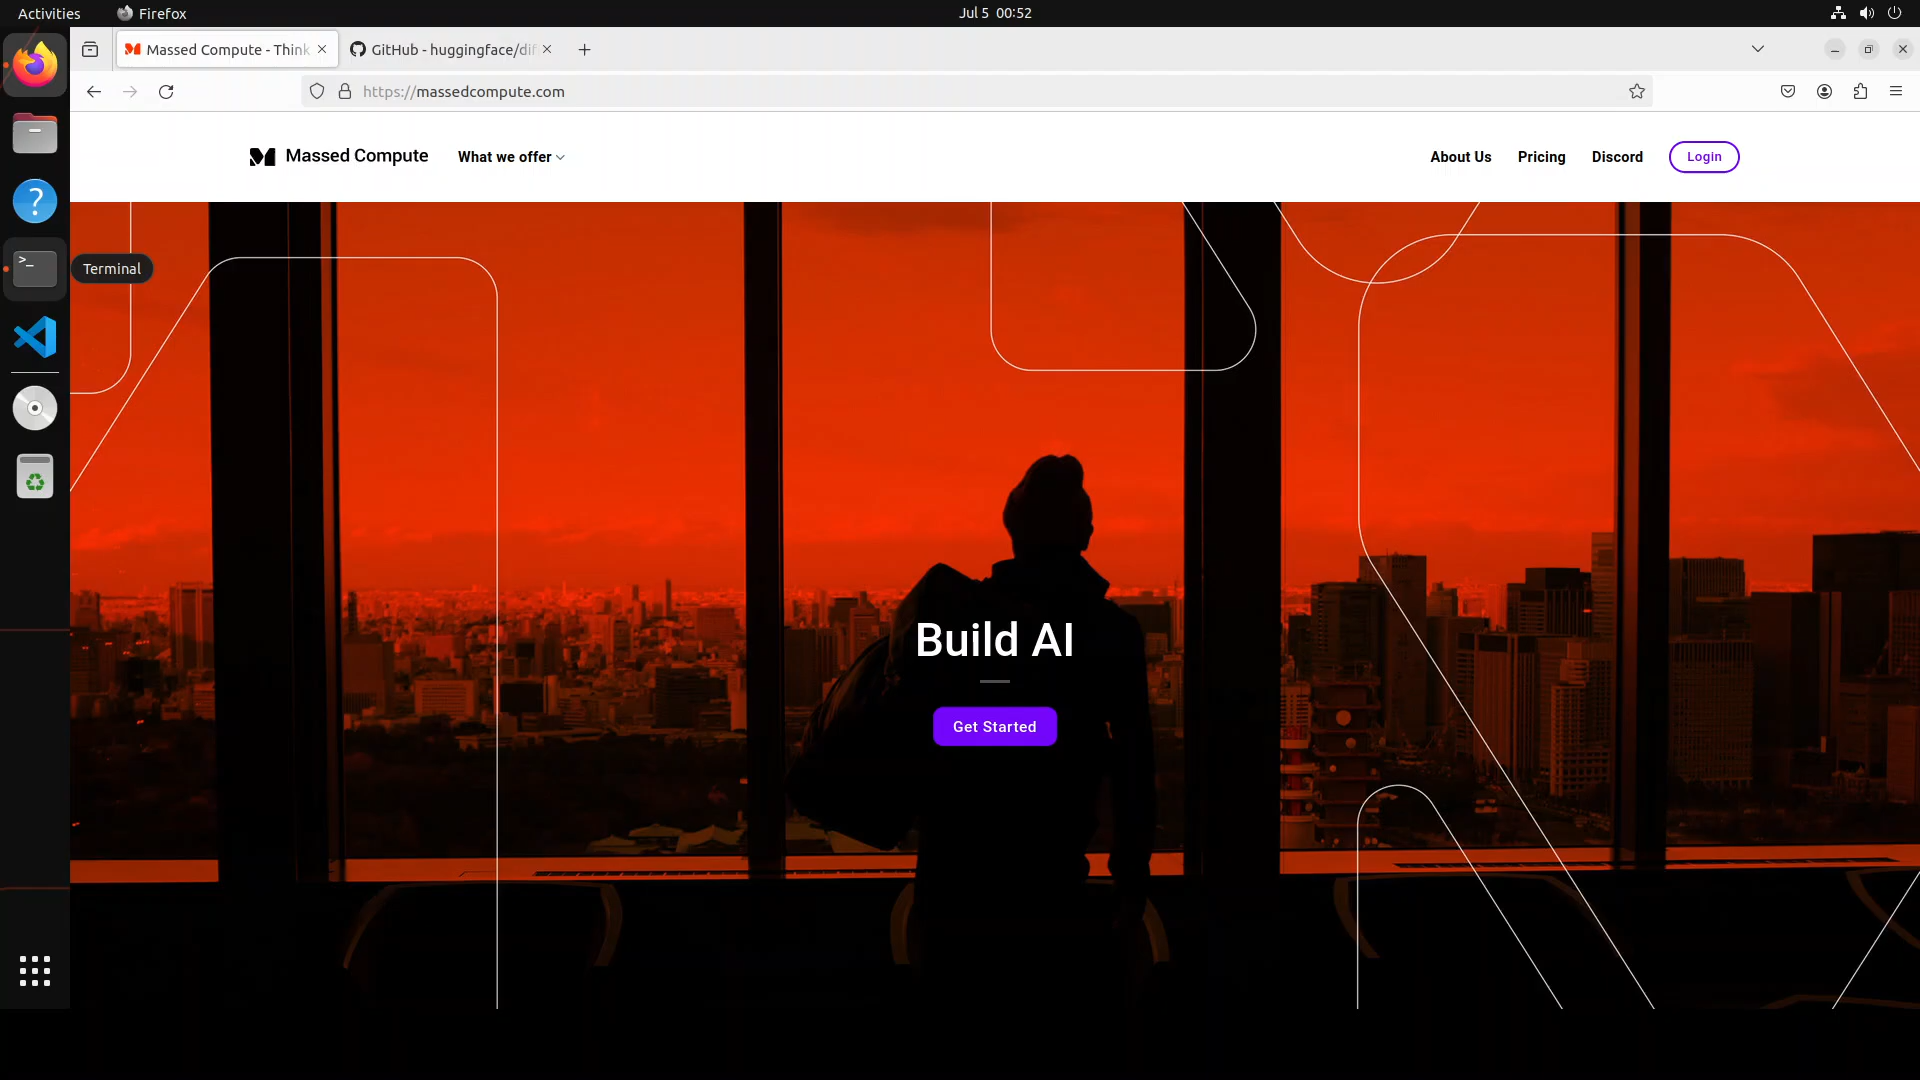 Activities
Firefox
Jul 5 00:52
Massed Compute - Think
GitHub - huggingface/dif
https://massedcompute.com
Massed Compute
What we offer
About Us
Pricing
Discord
Login
>_
Terminal
?
Build AI
Get Started